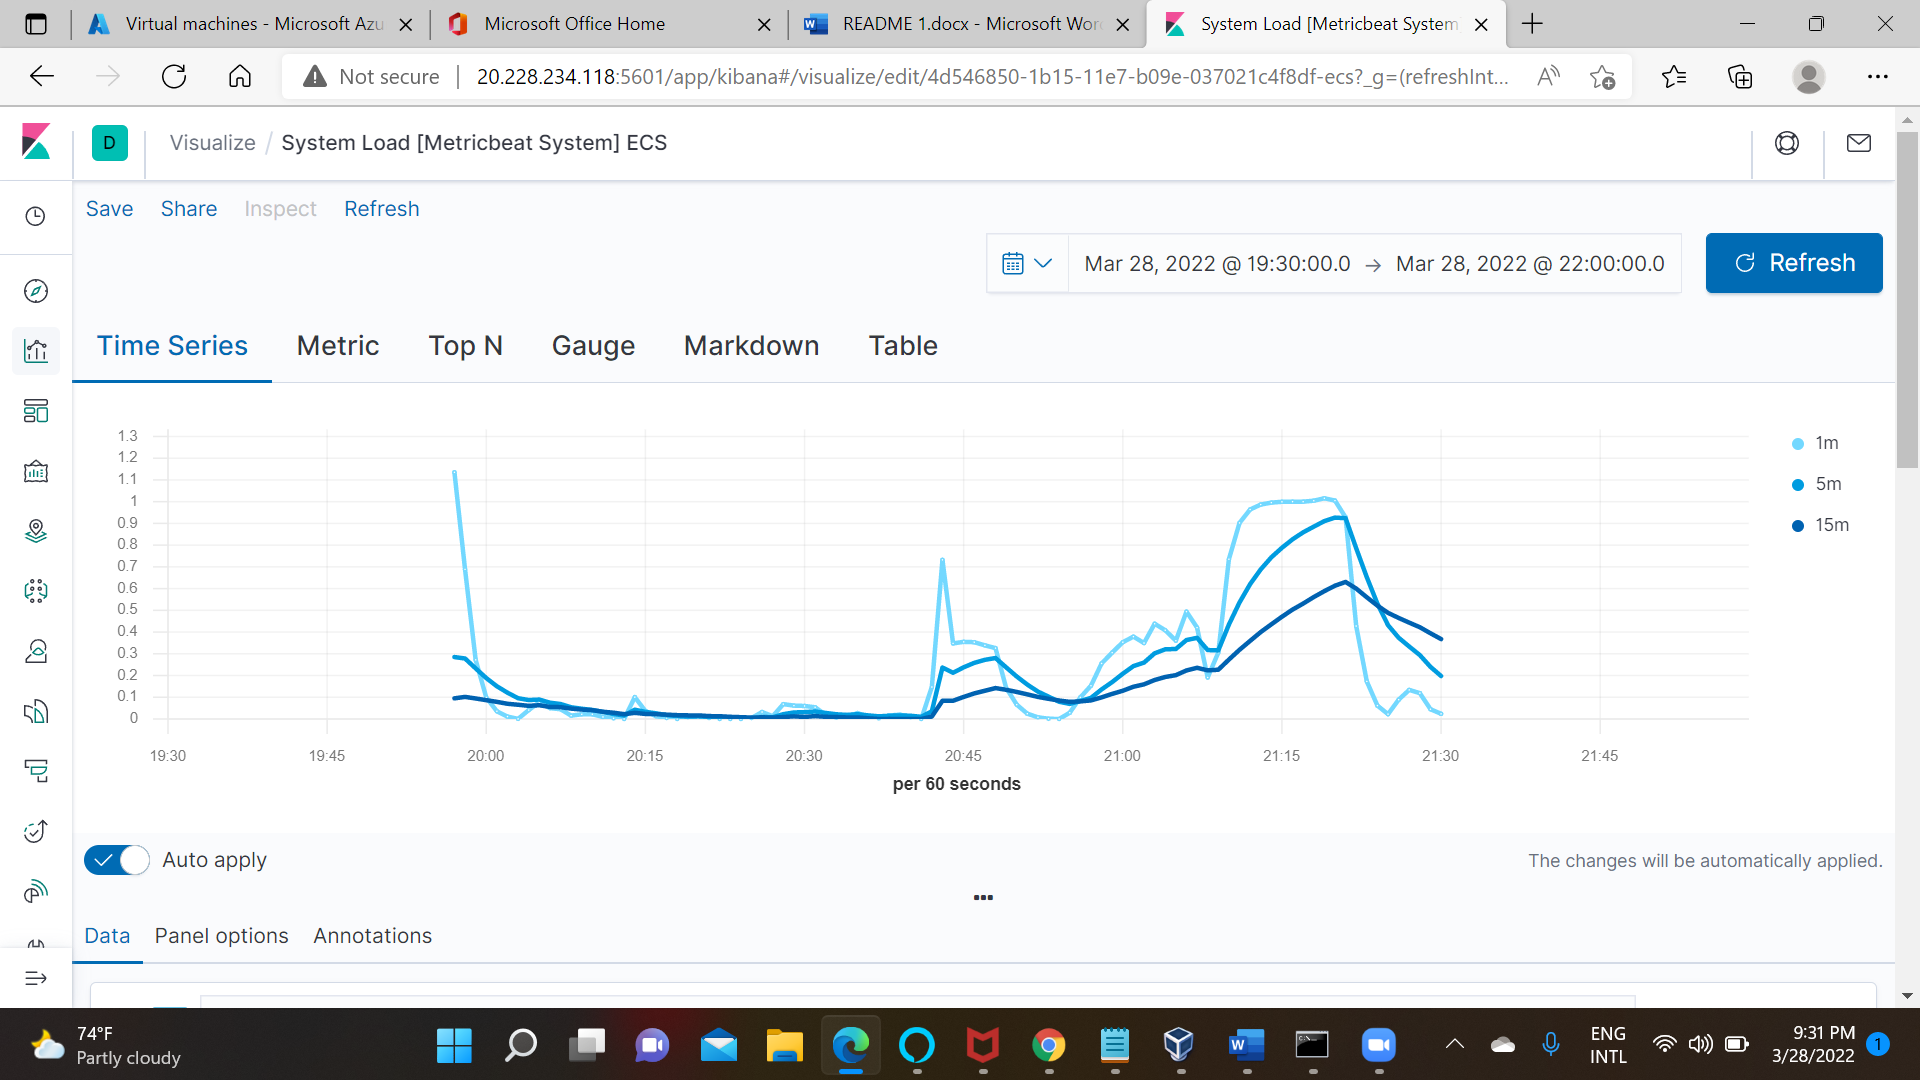 Virtual machines - Microsoft Azu
Microsoft Office Home
README 1.docx - Microsoft Wor
System Load [Metricbeat System
Not secure
20.228.234.118:5601/app/kibana#/visualize/edit/4d546850-1b15-11e7-b09e-037021c4f8df-ecs?_g=(refreshInt...
D
Visualize / System Load [Metricbeat System] ECS
Save Share Inspect Refresh
Mar 28, 2022 @ 19:30:00.0 → Mar 28, 2022 @ 22:00:00.0
Refresh
Time Series Metric Top N Gauge Markdown Table
1.3
1.2
1.1
1
0.9
0.8
0.7
0.6
0.5
0.4
0.3
0.2
0.1
0
1m
5m
15m
19:30 19:45 20:00 20:15 20:30 20:45 21:00 21:15 21:30 21:45
per 60 seconds
Auto apply
The changes will be automatically applied.
Data Panel options Annotations
74°F
Partly cloudy
W
ENG
INTL
9:31 PM
3/28/2022
1